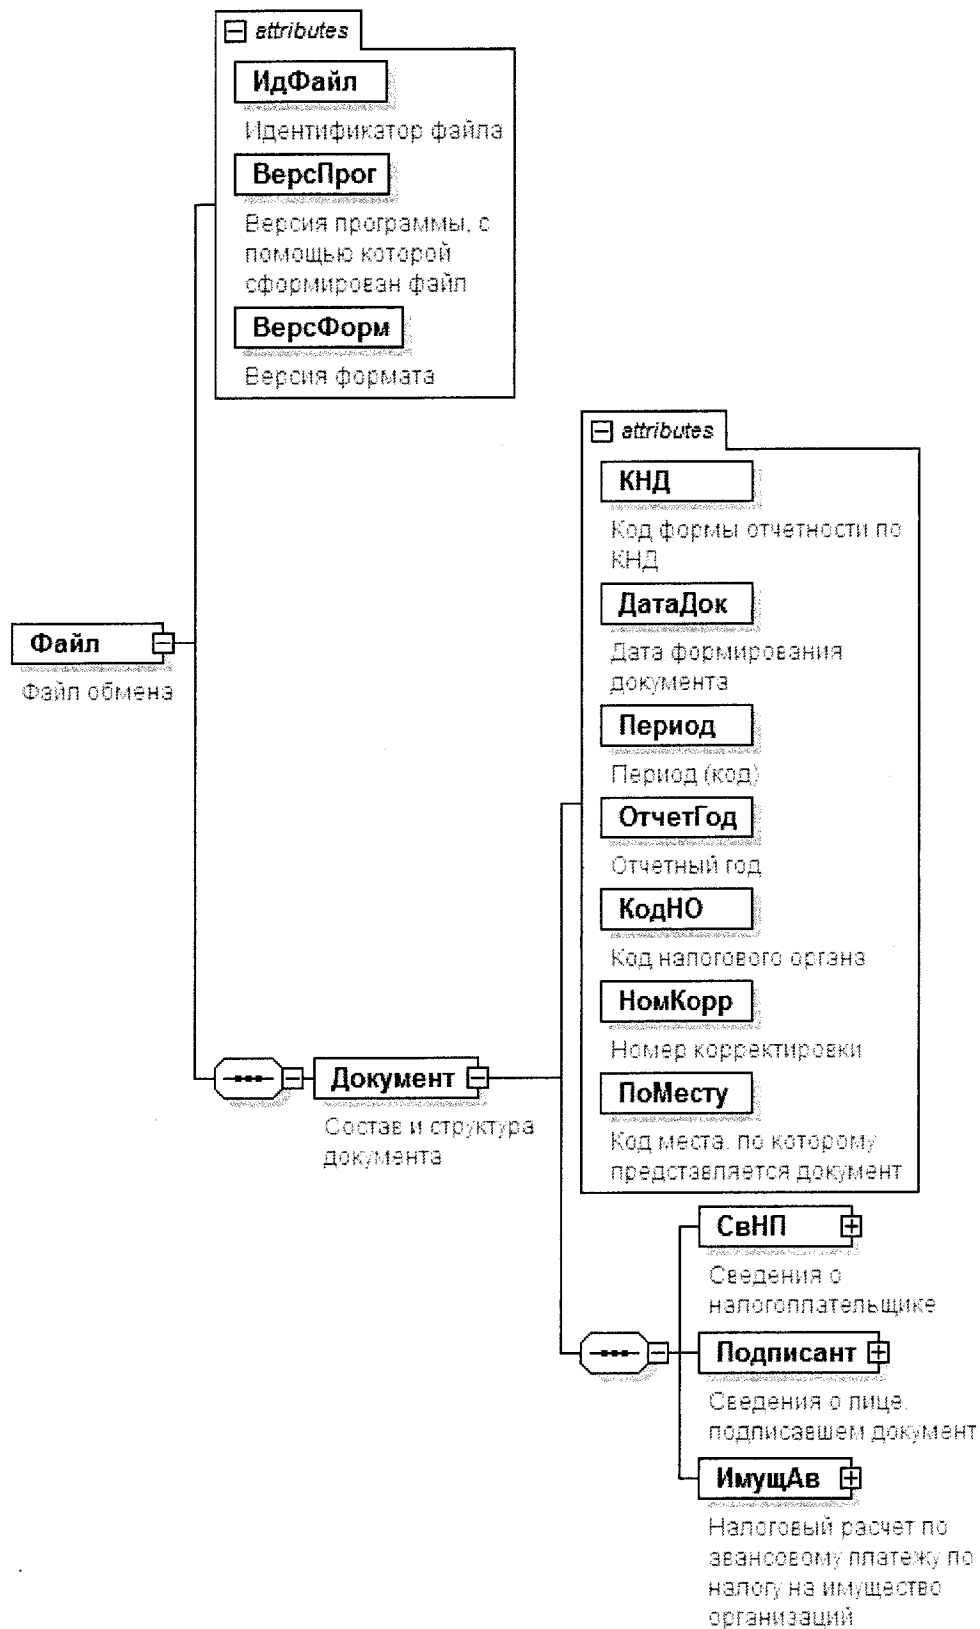 attributes
ИдФайл
Идентификатор файла
ВерсПрог
Версия программы, с
помощью которой
сформирован файл
ВерсФорм
Версия формата
Файл
Файл обмена
Документ
Состав и структура
документа
attributes
КНД
Код формы отчетности по
КНД
ДатаДок
Дата формирования
документа
Период
Период (код)
ОтчетГод
Отчетный год
КодНО
Код налогового органа
НомКорр
Номер корректировки
ПоМесту
Код места, по которому
представляется документ
СвНП
Сведения о
налогоплательщике
Подписант
Сведения о лице,
подписавшем документ
ИмущАв
Налоговый расчет по
авансовому платежу по
налогу на имущество
организаций